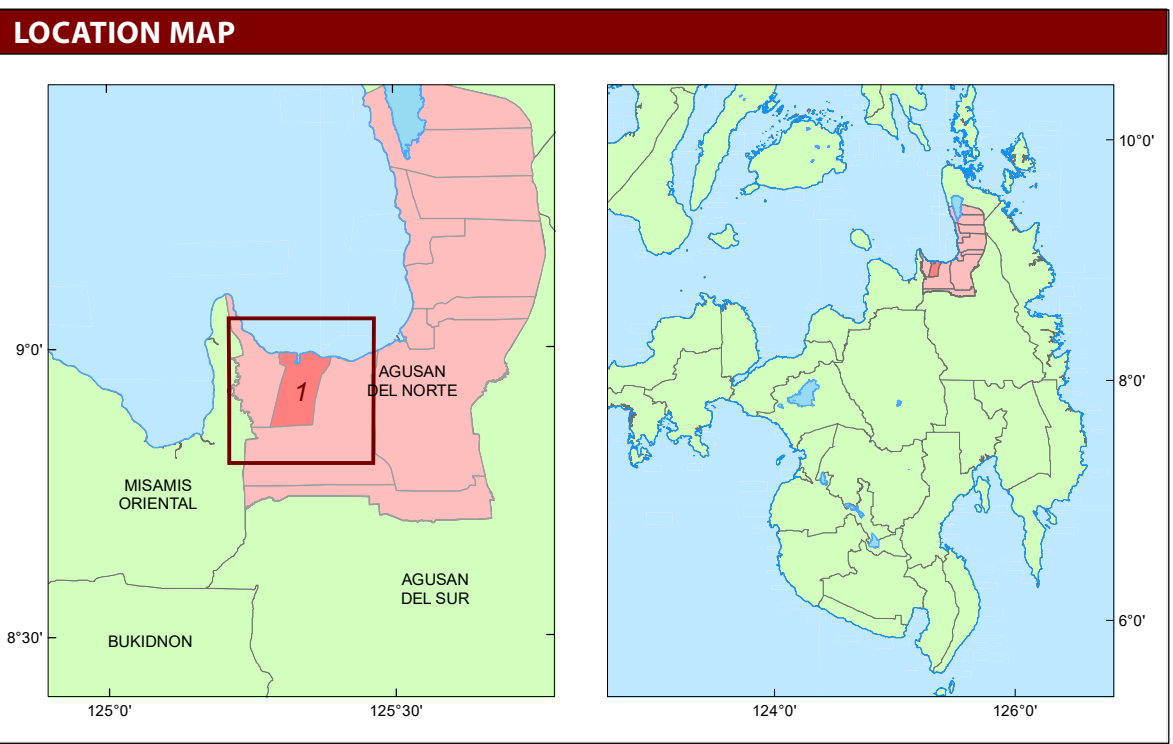 LOCATION MAP
9°0'
8°30'
125°0'
125°30'
1
AGUSAN
DEL NORTE
MISAMIS
ORIENTAL
AGUSAN
DEL SUR
BUKIDNON
10°0'
8°0'
6°0'
124°0'
126°0'